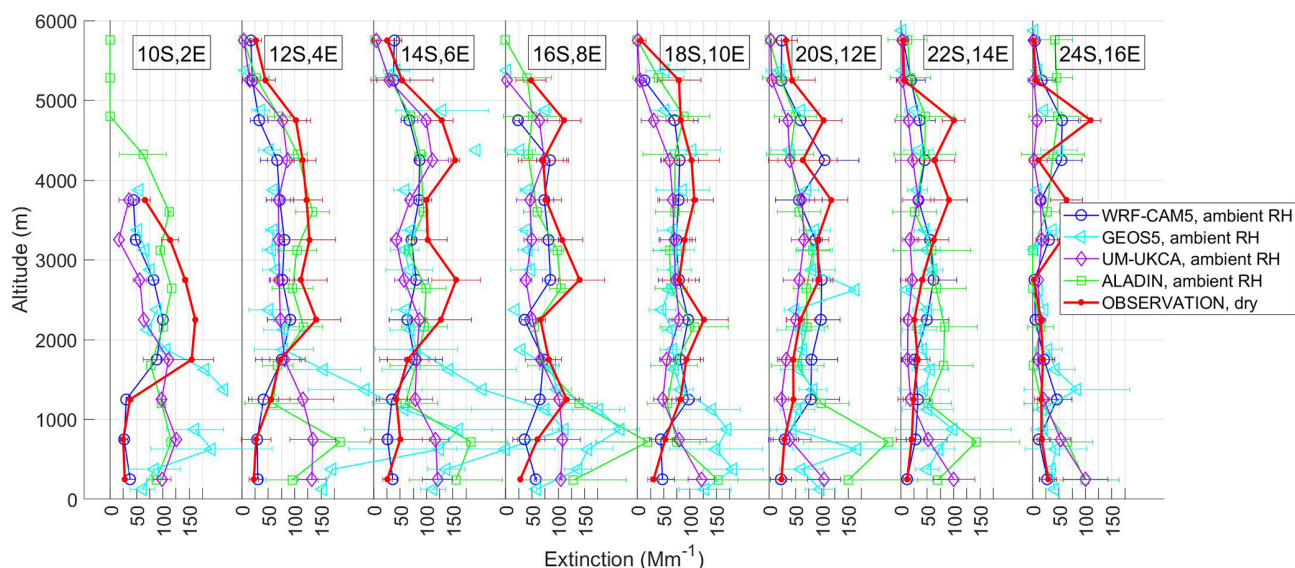 6000
5000
4000
3000
2000
1000
0
Altitude (m)
10S,2E
12S,4E
14S,6E
16S,8E
18S,10E
20S,12E
22S,14E
24S,16E
WRF-CAM5, ambient RH
GEOS5, ambient RH
UM-UKCA, ambient RH
ALADIN, ambient RH
OBSERVATION, dry
0 50 100 150 0 50 100 150 0 50 100 150 0 50 100 150 0 50 100 150 0 50 100 150 0 50 100 150 0 50 100 150
Extinction (Mm⁻¹)